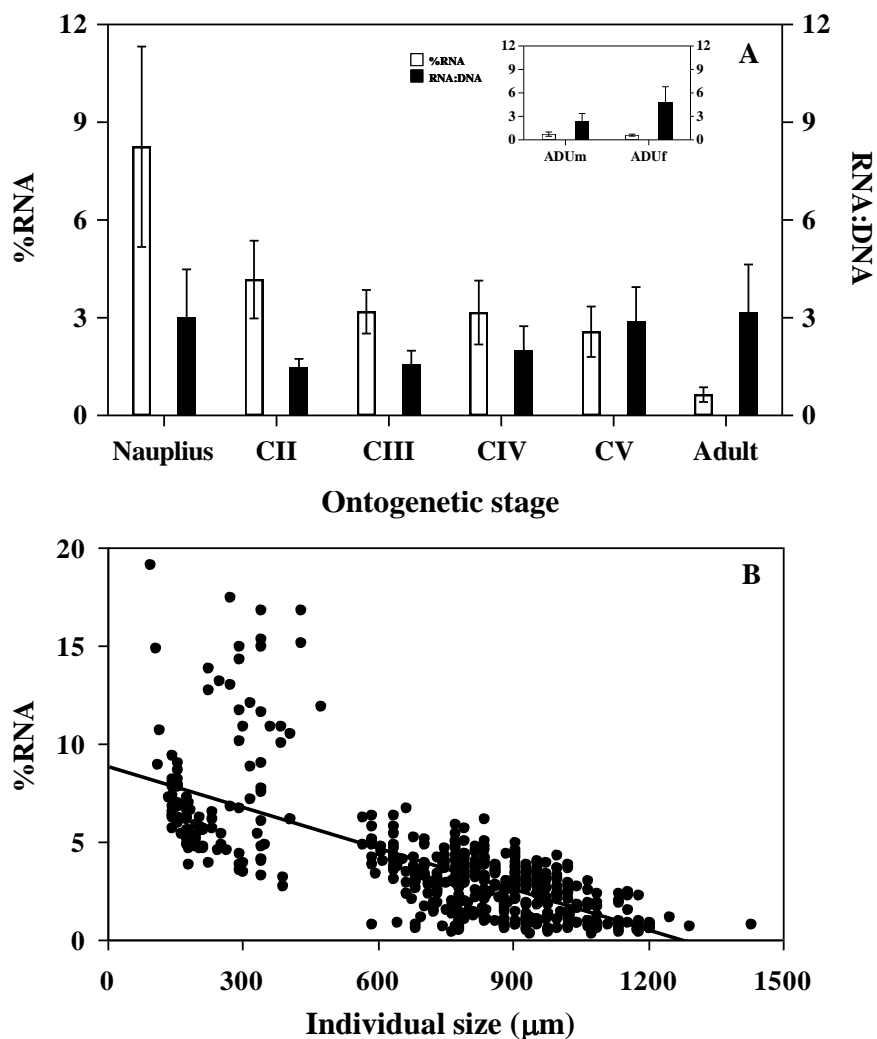 12
9
6
3
0
%RNA
A
%RNA
RNA:DNA
12
9
6
3
0
12
9
6
3
0
ADUm ADUf
12
9
6
3
0
RNA:DNA
Nauplius CII CIII CIV CV Adult
Ontogenetic stage
20
15
10
5
0
%RNA
B
0 300 600 900 1200 1500
Individual size (µm)